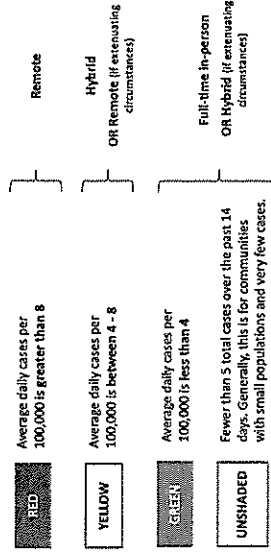 RED
Average daily cases per
100,000 is greater than 8
Remote
YELLOW
Average daily cases per
100,000 is between 4 - 8
Hybrid
OR Remote (if extenuating
circumstances)
GREEN
Average daily cases per
100,000 is less than 4
UNSHADED
Fewer than 5 total cases over the past 14
days. Generally, this is for communities
with small populations and very few cases.
Full-time in-person
OR Hybrid (if extenuating
circumstances)